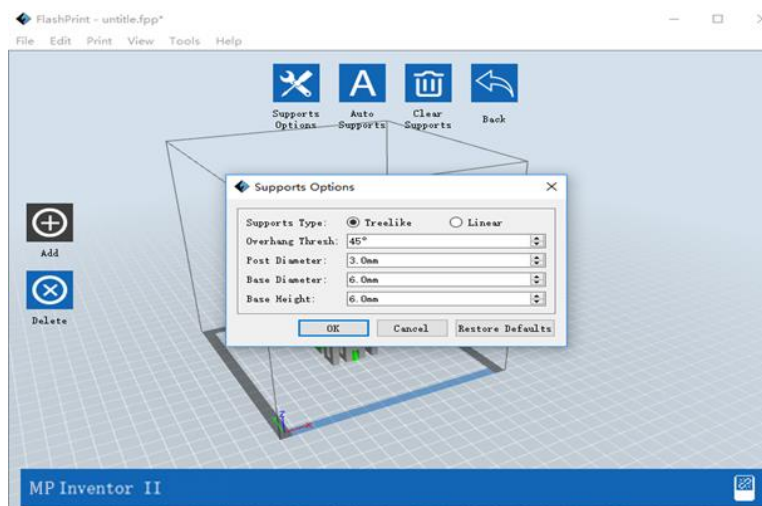 FlashPrint - untitle.fpp*
File Edit Print View Tools Help
Supports Options
Auto Supports
Clear Supports
Back
Add
Delete
Supports Options
Supports Type: Treelike Linear
Overhang Thresh: 45°
Post Diameter: 3.0mm
Base Diameter: 6.0mm
Base Height: 6.0mm
OK Cancel Restore Defaults
Z
MP Inventor II